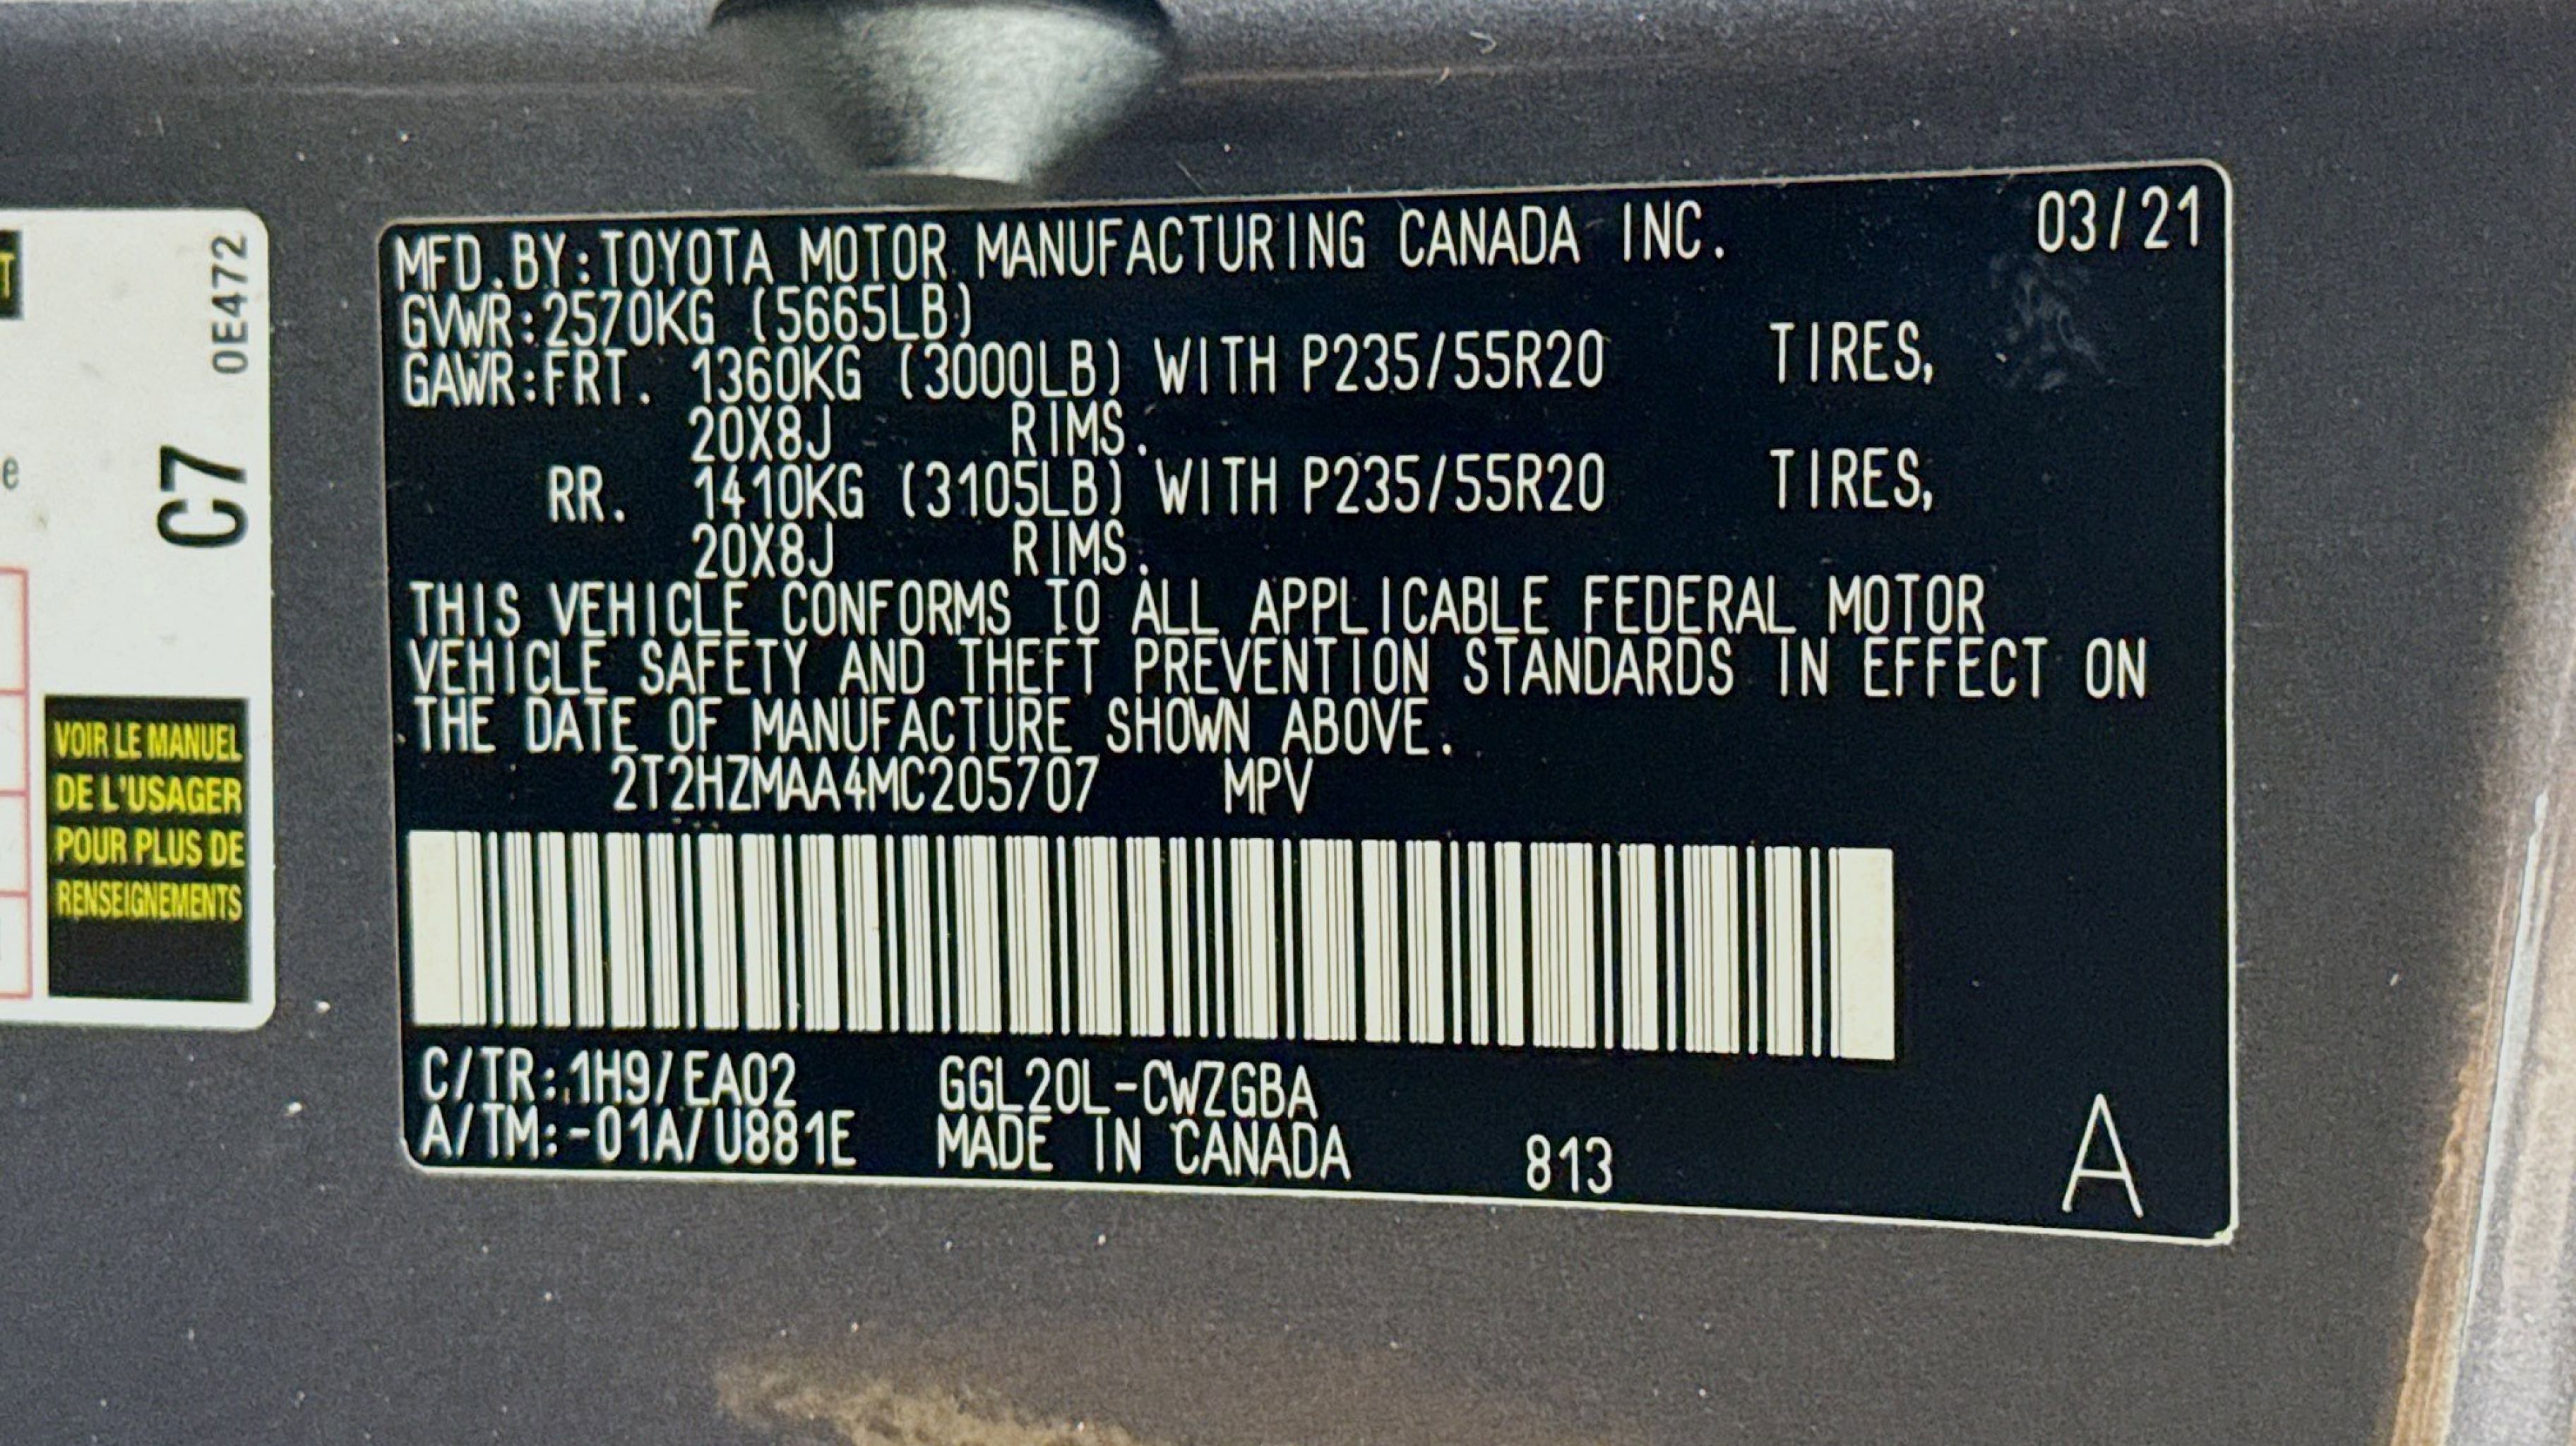 T
0E472
e
C7
VOIR LE MANUEL
DE L'USAGER
POUR PLUS DE
RENSEIGNEMENTS
MFD.BY:TOYOTA MOTOR MANUFACTURING CANADA INC. 03/21
GVWR:2570KG (5665LB)
GAWR:FRT. 1360KG (3000LB) WITH P235/55R20 TIRES,
20X8J RIMS.
RR. 1410KG (3105LB) WITH P235/55R20 TIRES,
20X8J RIMS.
THIS VEHICLE CONFORMS TO ALL APPLICABLE FEDERAL MOTOR
VEHICLE SAFETY AND THEFT PREVENTION STANDARDS IN EFFECT ON
THE DATE OF MANUFACTURE SHOWN ABOVE.
2T2HZMAA4MC205707 MPV
C/TR:1H9/EA02 GGL20L-CWZGBA
A/TM:-01A/U881E MADE IN CANADA 813 A